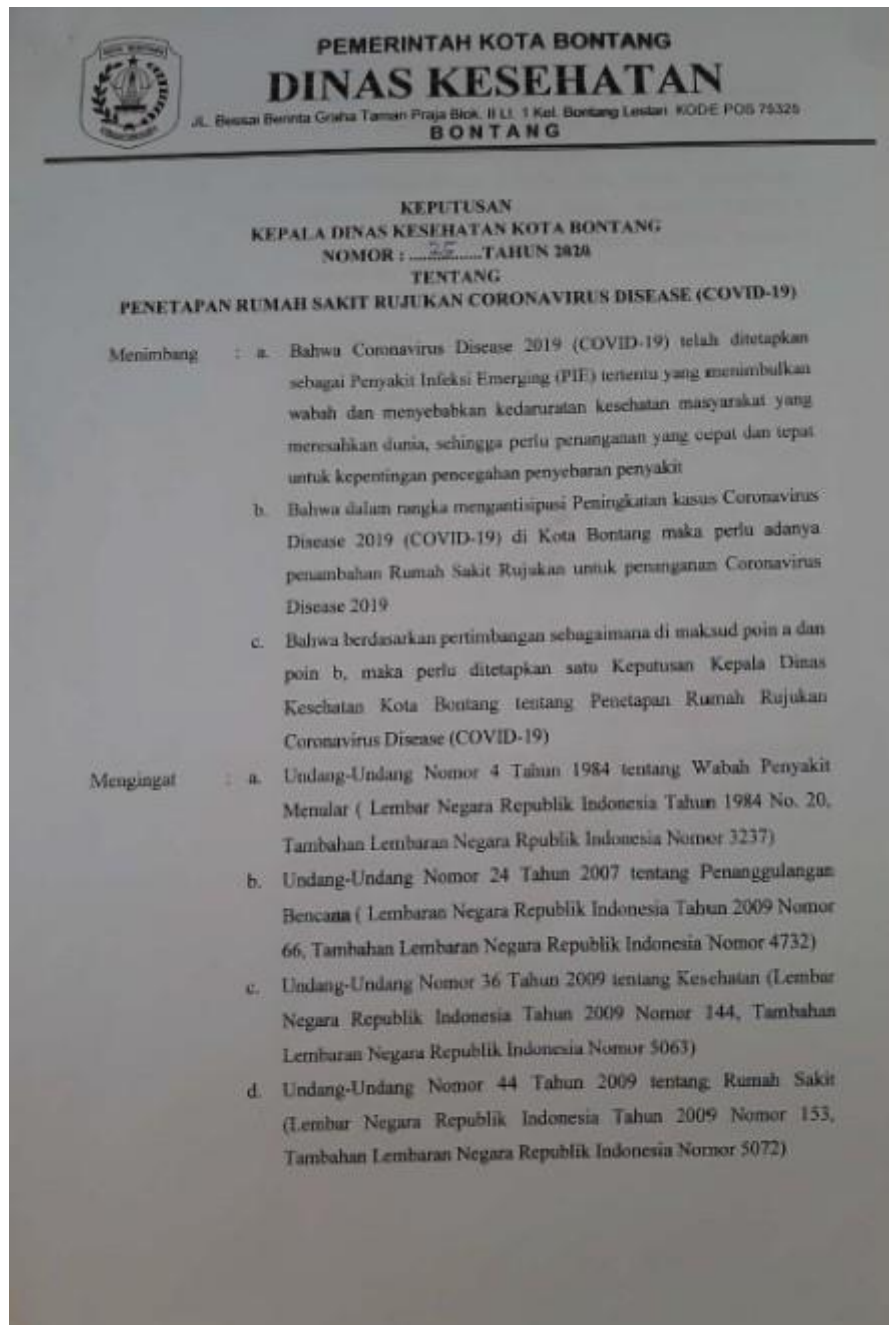 PEMERINTAH KOTA BONTANG
DINAS KESEHATAN
JL. Bessai Berinta Graha Taman Praja Blok. II Lt. 1 Kel. Bontang Lestari KODE POS 75325
BONTANG
KEPUTUSAN
KEPALA DINAS KESEHATAN KOTA BONTANG
NOMOR : ............TAHUN 2020
TENTANG
PENETAPAN RUMAH SAKIT RUJUKAN CORONAVIRUS DISEASE (COVID-19)
Menimbang : a. Bahwa Coronavirus Disease 2019 (COVID-19) telah ditetapkan
sebagai Penyakit Infeksi Emerging (PIE) tertentu yang menimbulkan
wabah dan menyebabkan kedaruratan kesehatan masyarakat yang
meresahkan dunia, sehingga perlu penanganan yang cepat dan tepat
untuk kepentingan pencegahan penyebaran penyakit
b. Bahwa dalam rangka mengantisipasi Peningkatan kasus Coronavirus
Disease 2019 (COVID-19) di Kota Bontang maka perlu adanya
penambahan Rumah Sakit Rujukan untuk penanganan Coronavirus
Disease 2019
c. Bahwa berdasarkan pertimbangan sebagaimana di maksud poin a dan
poin b, maka perlu ditetapkan satu Keputusan Kepala Dinas
Kesehatan Kota Bontang tentang Penetapan Rumah Rujukan
Coronavirus Disease (COVID-19)
Mengingat : a. Undang-Undang Nomor 4 Tahun 1984 tentang Wabah Penyakit
Menular ( Lembar Negara Republik Indonesia Tahun 1984 No. 20,
Tambahan Lembaran Negara Rpublik Indonesia Nomor 3237)
b. Undang-Undang Nomor 24 Tahun 2007 tentang Penanggulangan
Bencana ( Lembaran Negara Republik Indonesia Tahun 2009 Nomor
66, Tambahan Lembaran Negara Republik Indonesia Nomor 4732)
c. Undang-Undang Nomor 36 Tahun 2009 tentang Kesehatan (Lembar
Negara Republik Indonesia Tahun 2009 Nomor 144, Tambahan
Lembaran Negara Republik Indonesia Nomor 5063)
d. Undang-Undang Nomor 44 Tahun 2009 tentang Rumah Sakit
(Lembar Negara Republik Indonesia Tahun 2009 Nomor 153,
Tambahan Lembaran Negara Republik Indonesia Nomor 5072)